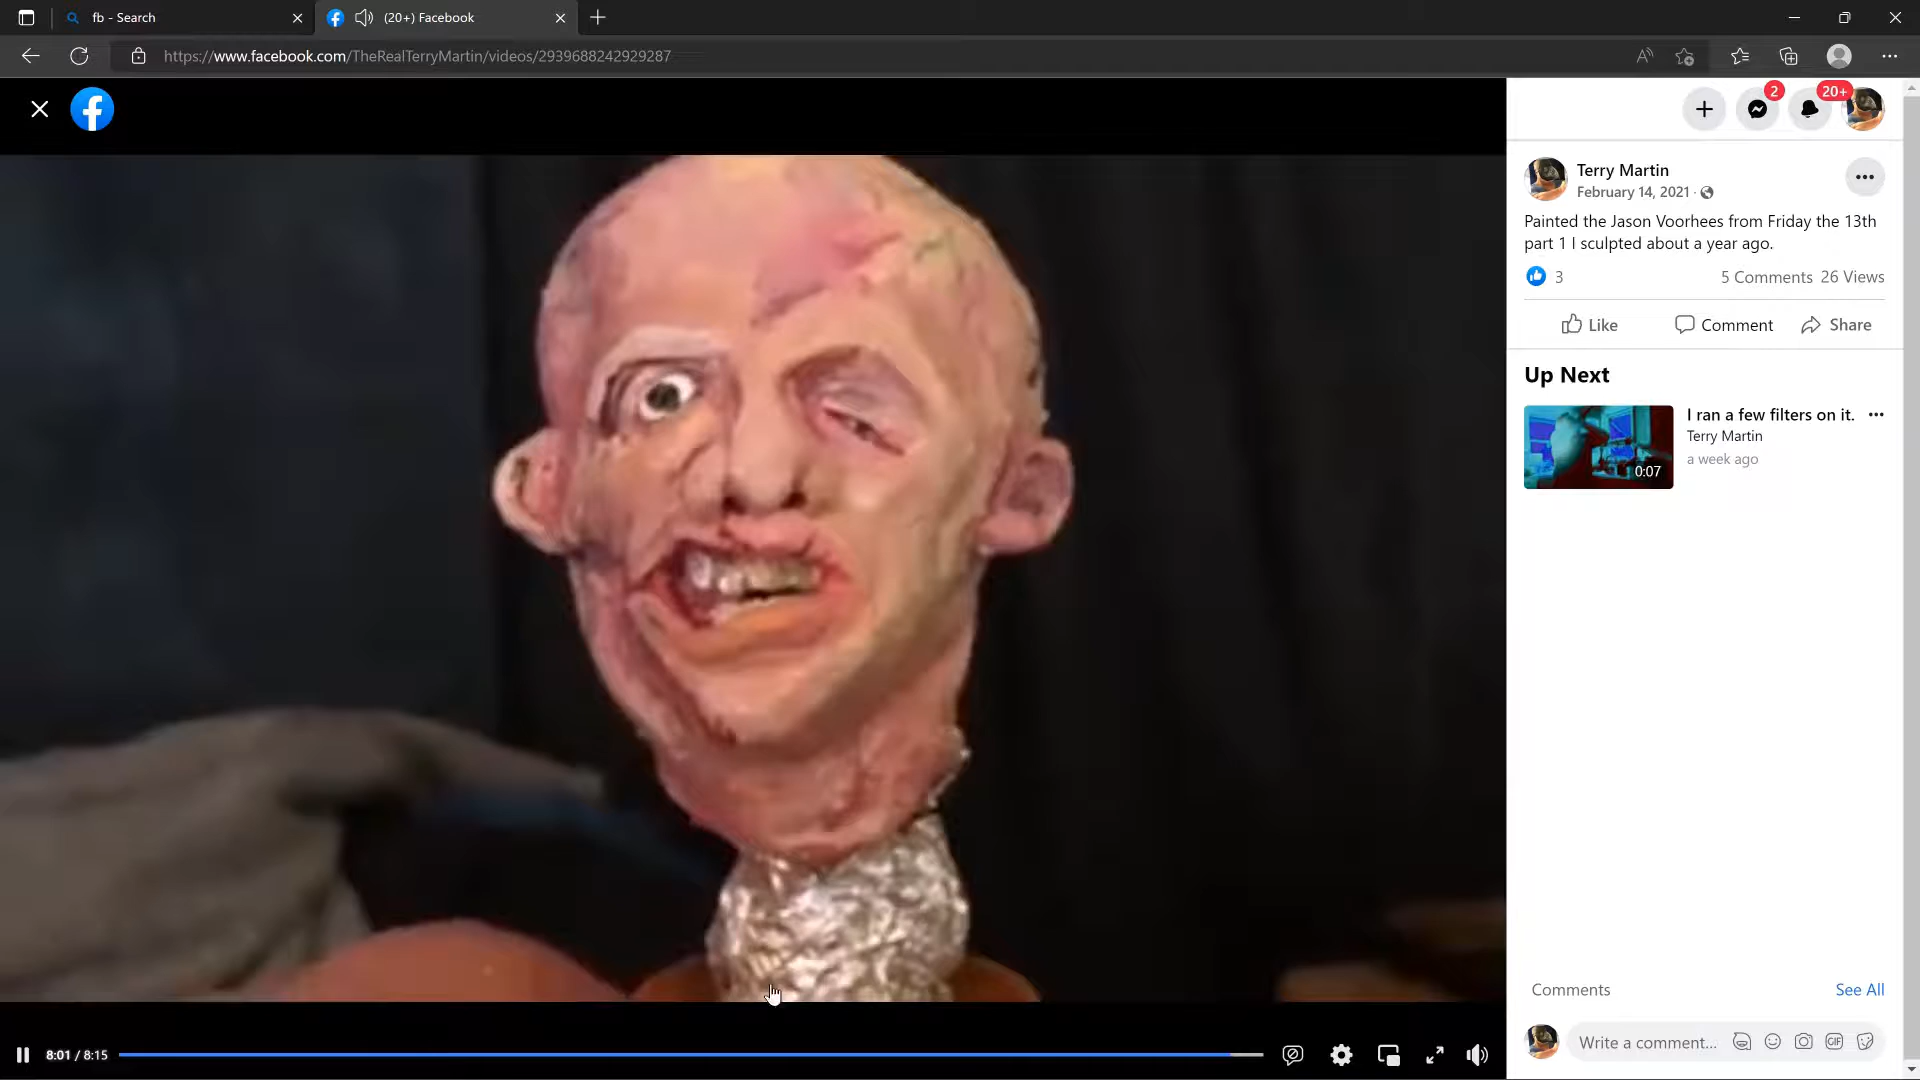 fb - Search
(20+) Facebook
https://www.facebook.com/TheRealTerryMartin/videos/2939688242929287
2
20+
Terry Martin
February 14, 2021 ·
Painted the Jason Voorhees from Friday the 13th
part 1 I sculpted about a year ago.
3
5 Comments 26 Views
Like
Comment
Share
Up Next
I ran a few filters on it.
Terry Martin
0:07
a week ago
Comments
See All
Write a comment...
GIF
8:01 / 8:15